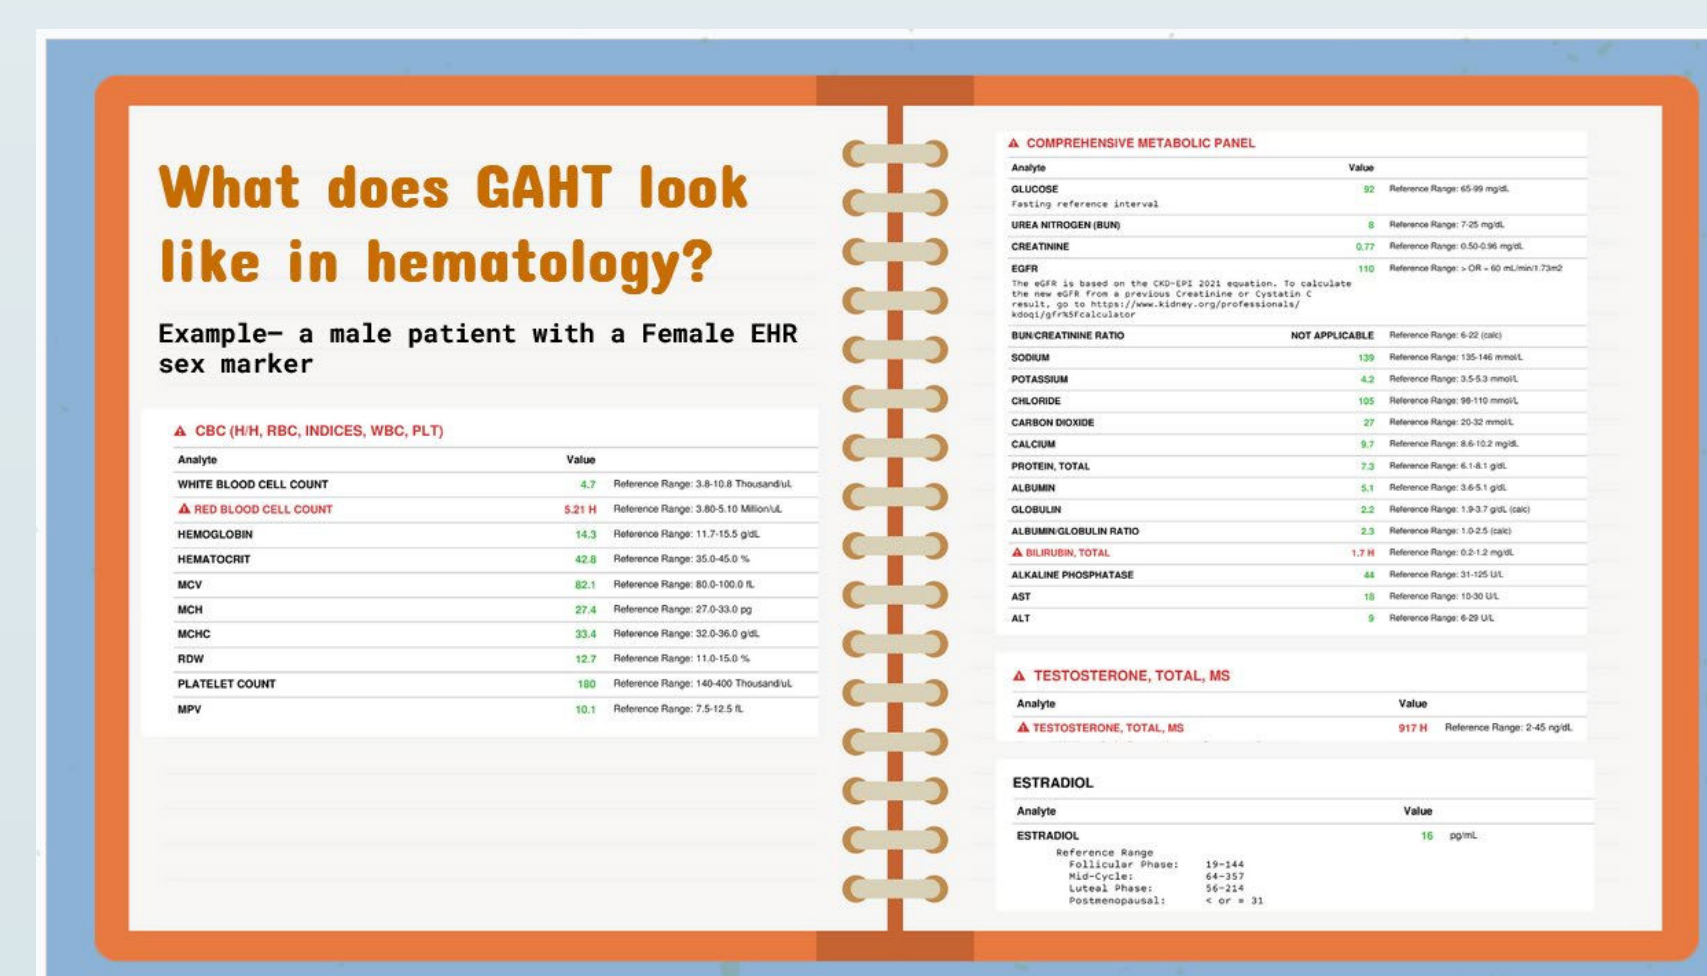 What does GAHT look
like in hematology?
Example– a male patient with a Female EHR
sex marker
CBC (H/H, RBC, INDICES, WBC, PLT)
Analyte Value
WHITE BLOOD CELL COUNT 4.7 Reference Range: 3.8-10.8 Thousand/uL
RED BLOOD CELL COUNT 5.21 H Reference Range: 3.80-5.10 Million/uL
HEMOGLOBIN 14.3 Reference Range: 11.7-15.5 g/dL
HEMATOCRIT 42.8 Reference Range: 35.0-45.0 %
MCV 82.1 Reference Range: 80.0-100.0 fL
MCH 27.4 Reference Range: 27.0-33.0 pg
MCHC 33.4 Reference Range: 32.0-36.0 g/dL
RDW 12.7 Reference Range: 11.0-15.0 %
PLATELET COUNT 180 Reference Range: 140-400 Thousand/uL
MPV 10.1 Reference Range: 7.5-12.5 fL
COMPREHENSIVE METABOLIC PANEL
Analyte Value
GLUCOSE 92 Reference Range: 65-99 mg/dL
Fasting reference interval
UREA NITROGEN (BUN) 8 Reference Range: 7-25 mg/dL
CREATININE 0.77 Reference Range: 0.50-0.96 mg/dL
EGFR 110 Reference Range: > OR = 60 mL/min/1.73m2
The eGFR is based on the CKD-EPI 2021 equation. To calculate
the new eGFR from a previous Creatinine or Cystatin C
result, go to https://www.kidney.org/professionals/
kdoqi/gfr%5Fcalculator
BUN/CREATININE RATIO NOT APPLICABLE Reference Range: 6-22 (calc)
SODIUM 139 Reference Range: 135-146 mmol/L
POTASSIUM 4.2 Reference Range: 3.5-5.3 mmol/L
CHLORIDE 105 Reference Range: 98-110 mmol/L
CARBON DIOXIDE 27 Reference Range: 20-32 mmol/L
CALCIUM 9.7 Reference Range: 8.6-10.2 mg/dL
PROTEIN, TOTAL 7.3 Reference Range: 6.1-8.1 g/dL
ALBUMIN 5.1 Reference Range: 3.6-5.1 g/dL
GLOBULIN 2.2 Reference Range: 1.9-3.7 g/dL (calc)
ALBUMIN/GLOBULIN RATIO 2.3 Reference Range: 1.0-2.5 (calc)
BILIRUBIN, TOTAL 1.7 H Reference Range: 0.2-1.2 mg/dL
ALKALINE PHOSPHATASE 44 Reference Range: 31-125 U/L
AST 18 Reference Range: 10-30 U/L
ALT 9 Reference Range: 6-29 U/L
TESTOSTERONE, TOTAL, MS
Analyte Value
TESTOSTERONE, TOTAL, MS 917 H Reference Range: 2-45 ng/dL
ESTRADIOL
Analyte Value
ESTRADIOL 16 pg/mL
Reference Range
Follicular Phase: 19-144
Mid-Cycle: 64-357
Luteal Phase: 56-214
Postmenopausal: < or = 31